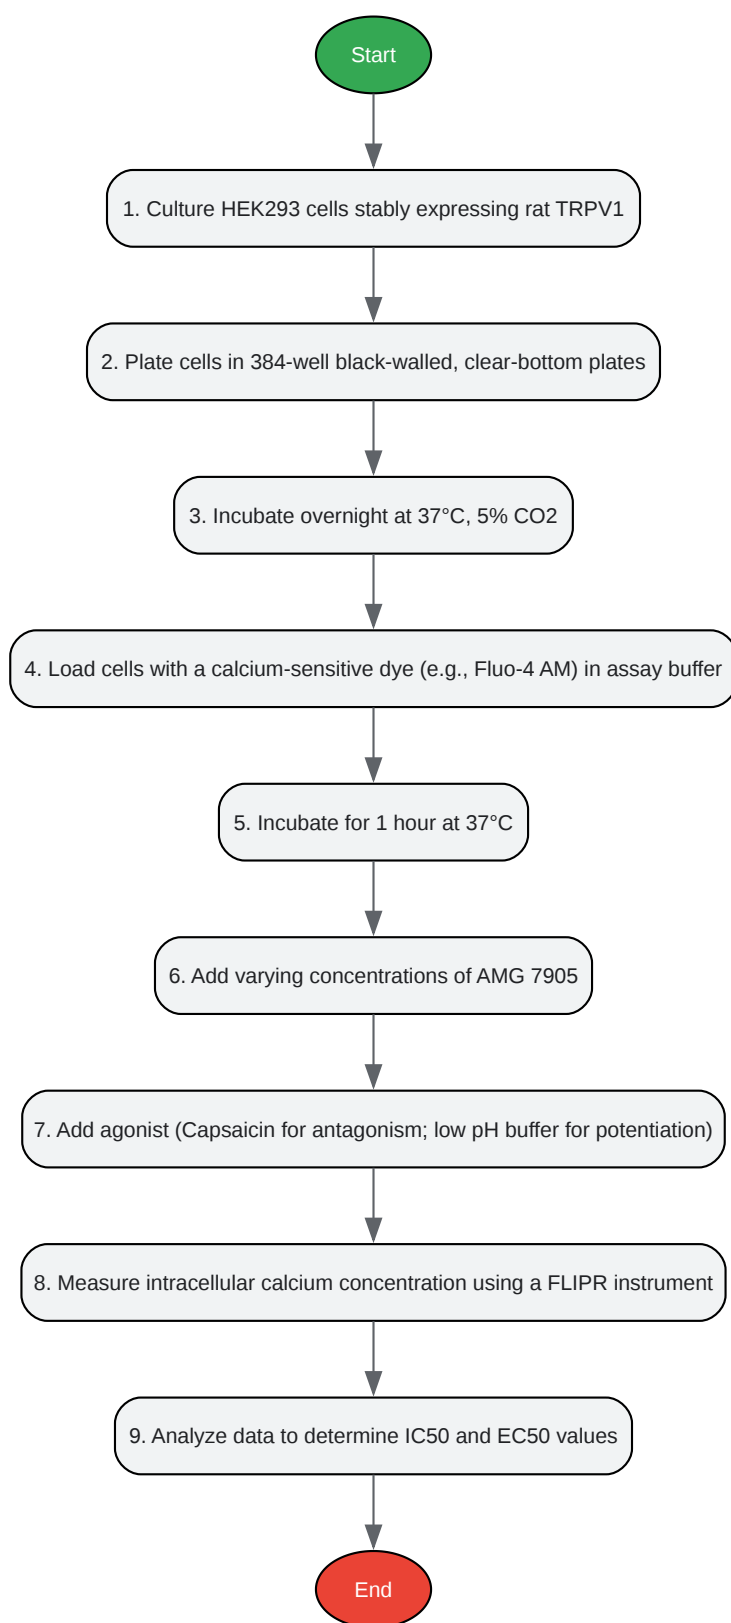 Start
1. Culture HEK293 cells stably expressing rat TRPV1
2. Plate cells in 384-well black-walled, clear-bottom plates
3. Incubate overnight at 37°C, 5% CO2
4. Load cells with a calcium-sensitive dye (e.g., Fluo-4 AM) in assay buffer
5. Incubate for 1 hour at 37°C
6. Add varying concentrations of AMG 7905
7. Add agonist (Capsaicin for antagonism; low pH buffer for potentiation)
8. Measure intracellular calcium concentration using a FLIPR instrument
9. Analyze data to determine IC50 and EC50 values
End